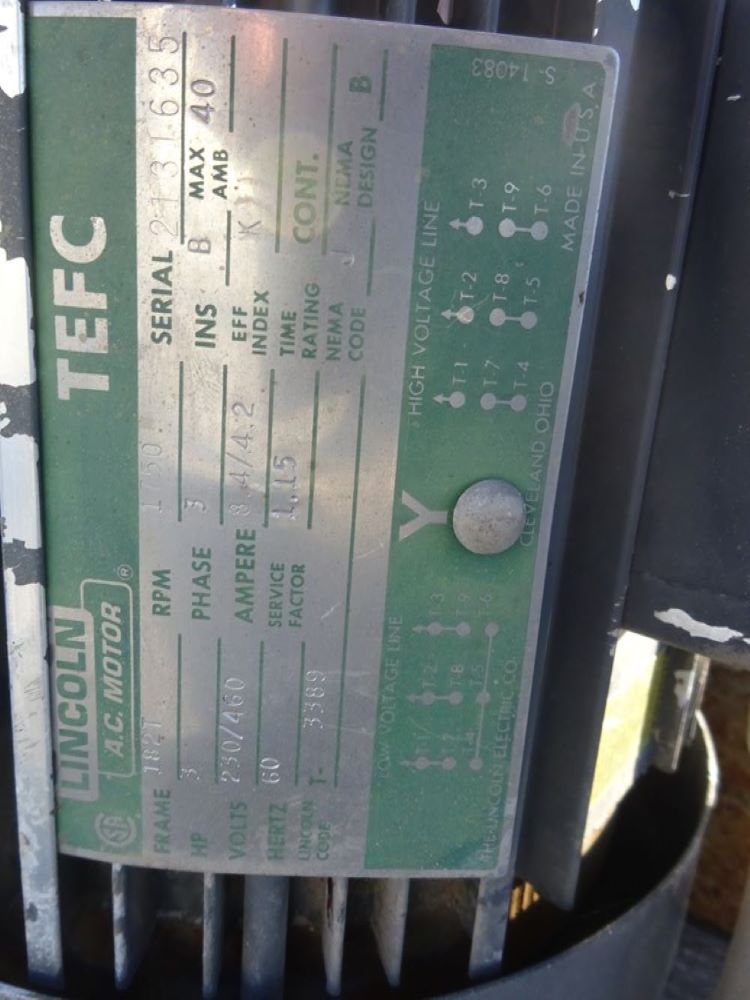 LINCOLN TEFC
A.C. MOTOR ®
FRAME 182T RPM 1750 SERIAL 2131635
HP 3 PHASE 3 INS B MAX AMB 40
VOLTS 230/460 AMPERE 8.4/4.2 EFF INDEX K
HERTZ 60 SERVICE FACTOR 1.15 TIME RATING CONT.
LINCOLN CODE T- 3389 NEMA CODE J NEMA DESIGN B
LOW VOLTAGE LINE Y HIGH VOLTAGE LINE S-14083
T-1 T-2 T-3 T-1 T-2 T-3
T-7 T-8 T-9 T-7 T-8 T-9
T-4 T-5 T-6 T-4 T-5 T-6
THE LINCOLN ELECTRIC CO. CLEVELAND OHIO MADE IN U.S.A.